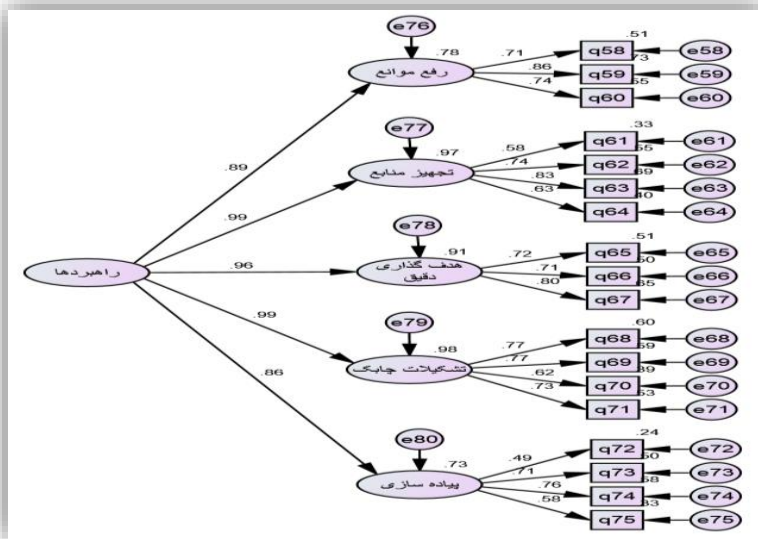 e76
.78
رفع موانع
.71
.86
.74
.51
q58
e58
.73
q59
e59
.55
q60
e60
.89
e77
.97
تجهیز منابع
.58
.74
.83
.63
.33
q61
e61
.55
q62
e62
.69
q63
e63
.40
q64
e64
.99
راهبردها
e78
.91
هدف گذاری
دقیق
.72
.71
.80
.51
q65
e65
.50
q66
e66
.65
q67
e67
.96
e79
.98
تشکیلات چابک
.77
.77
.62
.73
.60
q68
e68
.59
q69
e69
.39
q70
e70
.53
q71
e71
.99
e80
.73
پیاده سازی
.49
.71
.76
.58
.24
q72
e72
.50
q73
e73
.58
q74
e74
.33
q75
e75
.86